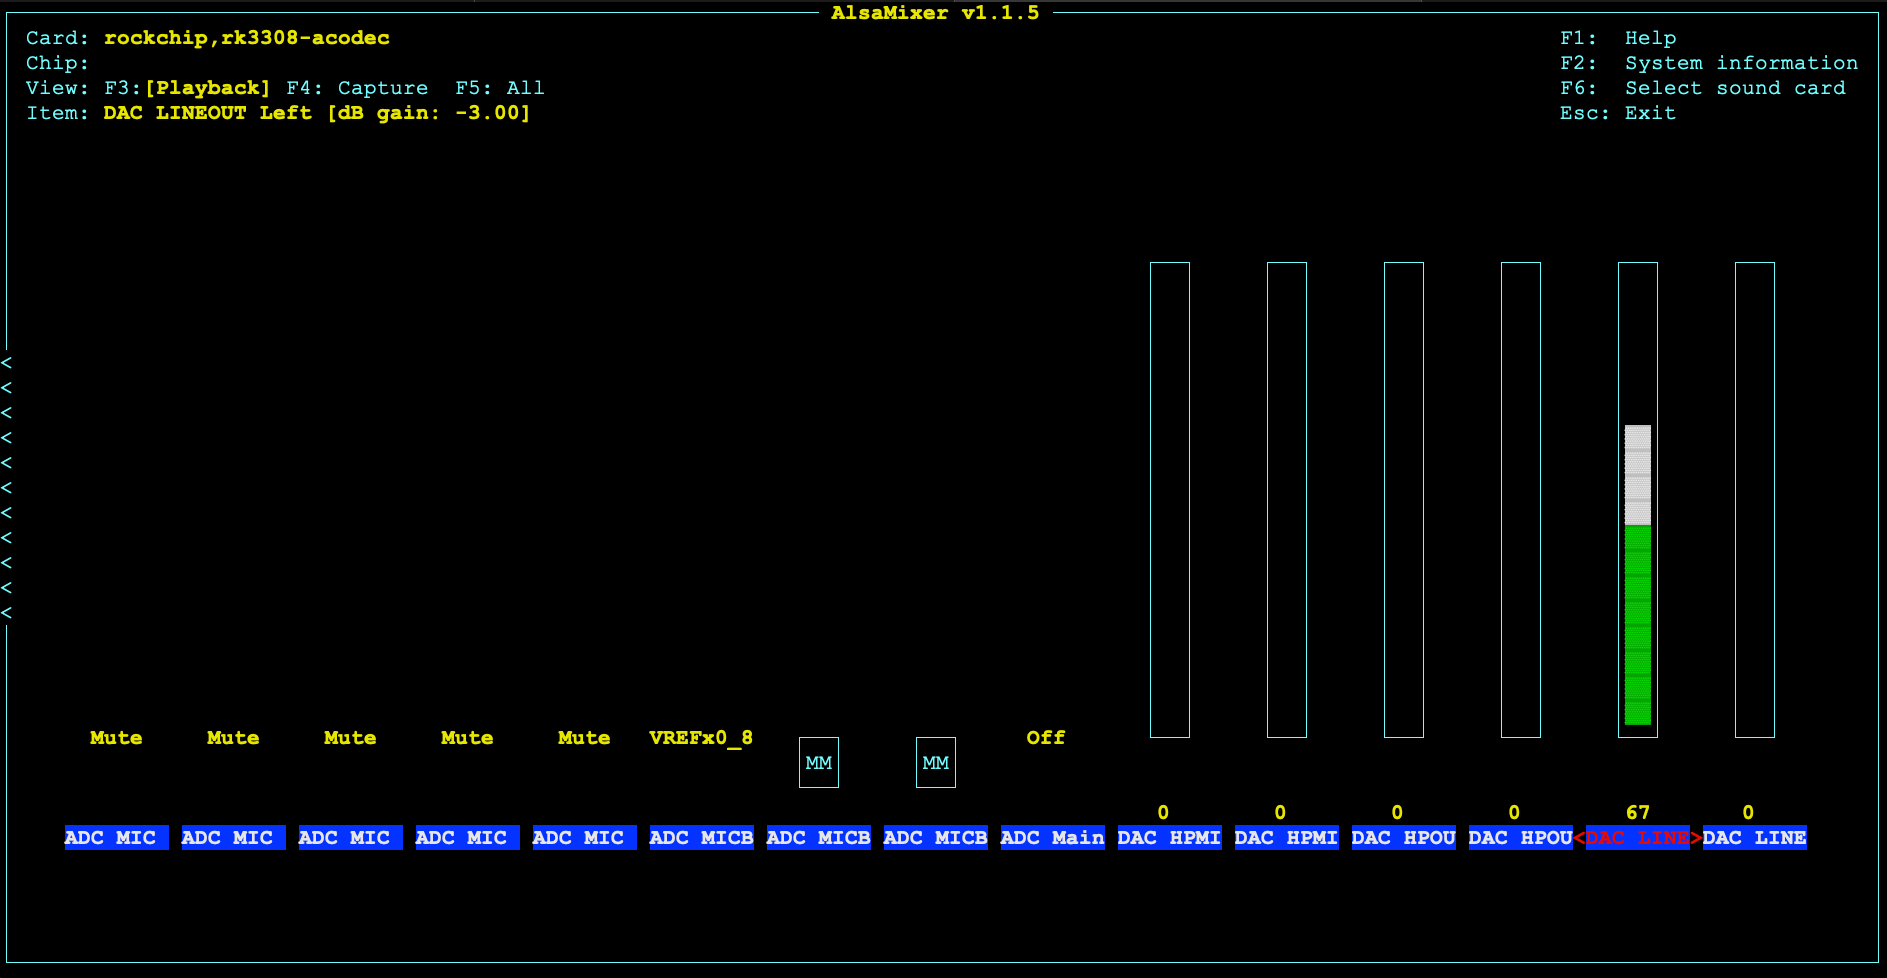 AlsaMixer v1.1.5
Card: rockchip,rk3308-acodec F1: Help
Chip: F2: System information
View: F3:[Playback] F4: Capture F5: All F6: Select sound card
Item: DAC LINEOUT Left [dB gain: -3.00] Esc: Exit
<
<
<
<
<
<
<
<
<
<
<
Mute Mute Mute Mute Mute VREFx0_8 Off
MM MM
0 0 0 0 67 0
ADC MIC ADC MIC ADC MIC ADC MIC ADC MIC ADC MICB ADC MICB ADC MICB ADC Main DAC HPMI DAC HPMI DAC HPOU DAC HPOU<DAC LINE>DAC LINE